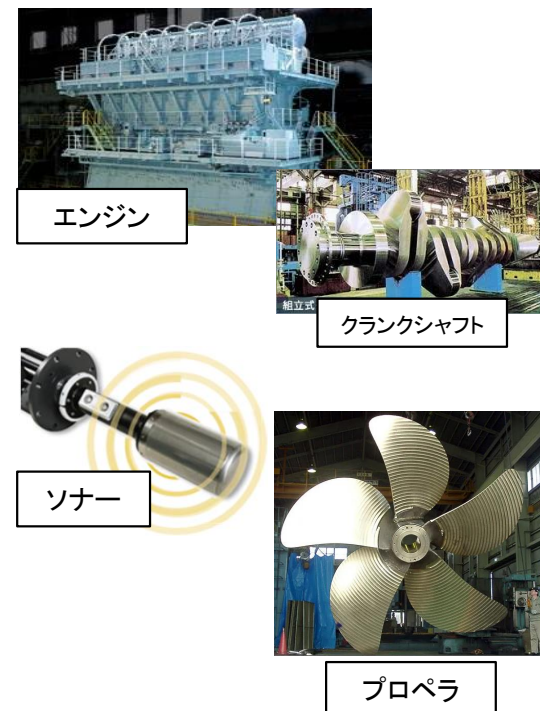 エンジン
組立式
クランクシャフト
ソナー
プロペラ